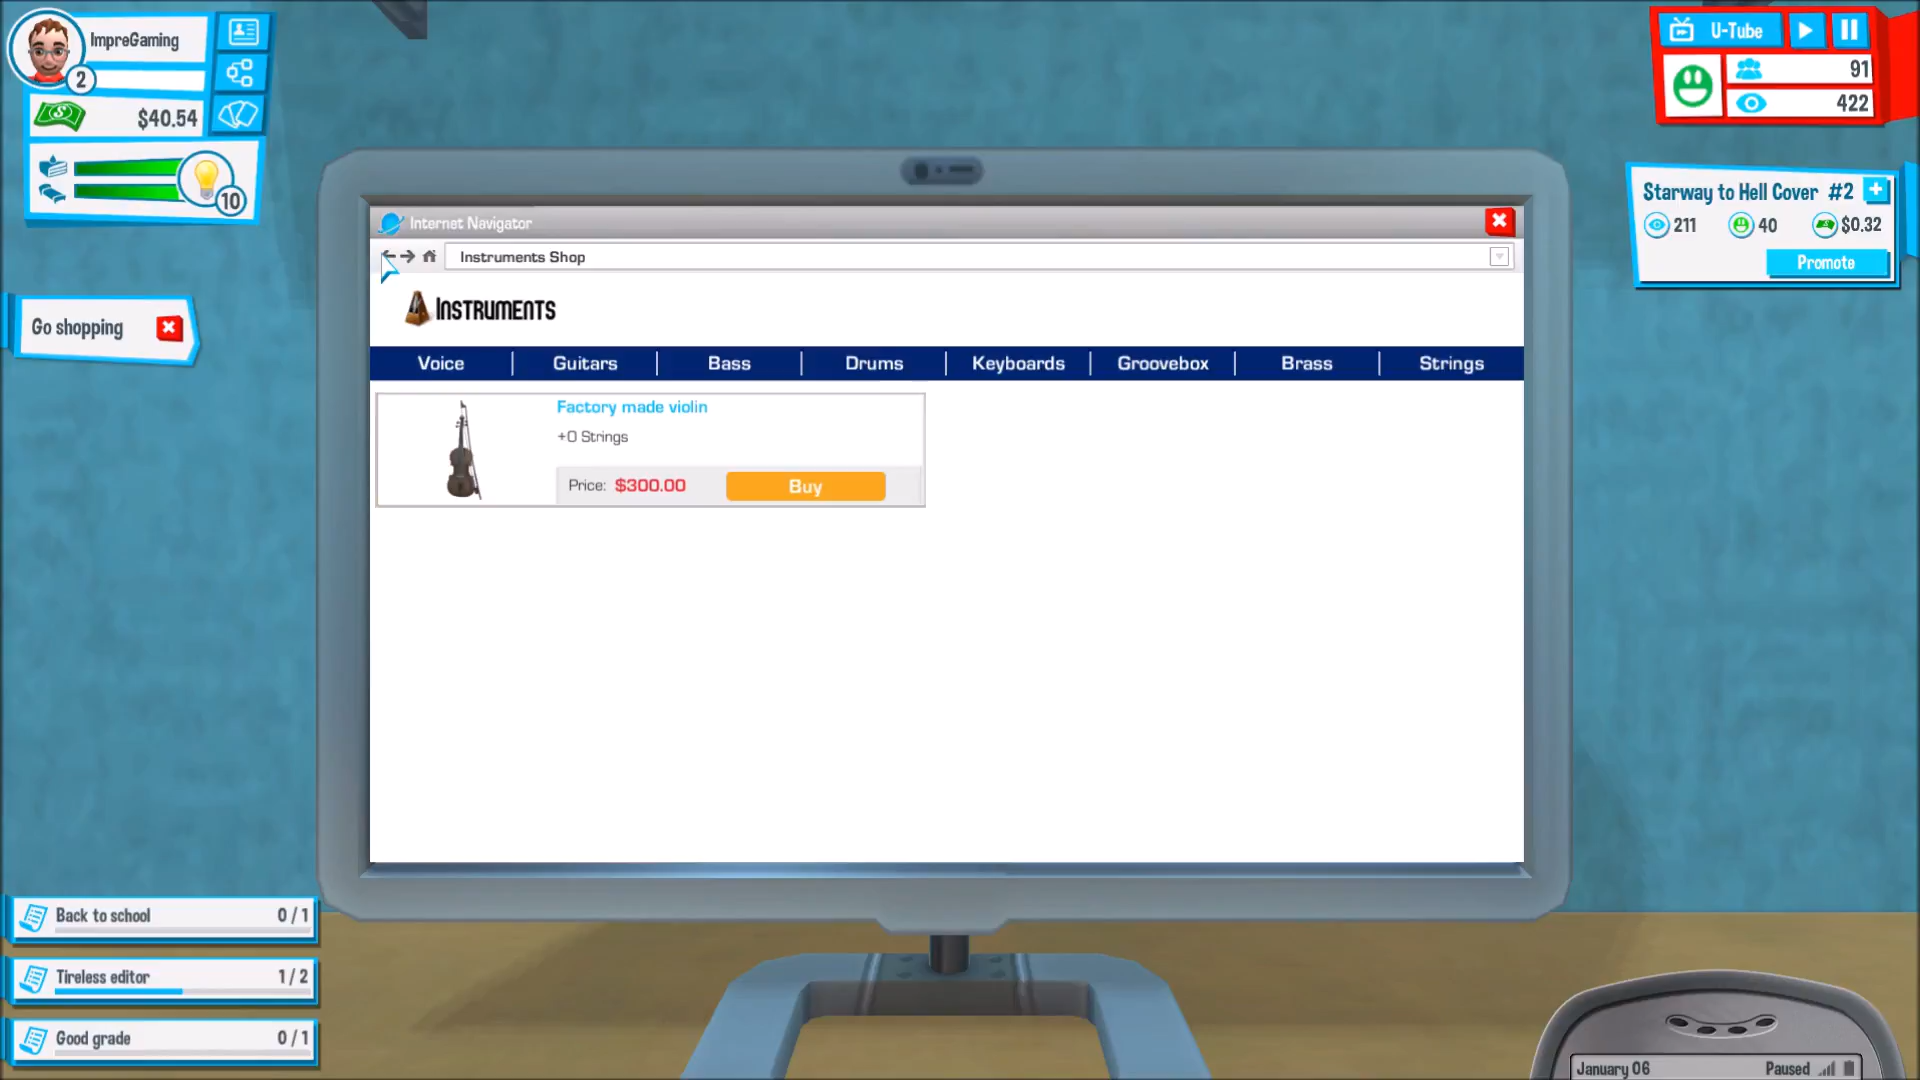 ImpreGaming
2
$40.54
10
U-Tube
91
422
Starway to Hell Cover #2
211 40 $0.32
Promote
Go shopping
Internet Navigator
Instruments Shop
INSTRUMENTS
Voice Guitars Bass Drums Keyboards Groovebox Brass Strings
Factory made violin
+0 Strings
Price: $300.00 Buy
Back to school 0 / 1
Tireless editor 1 / 2
Good grade 0 / 1
January 06 Paused